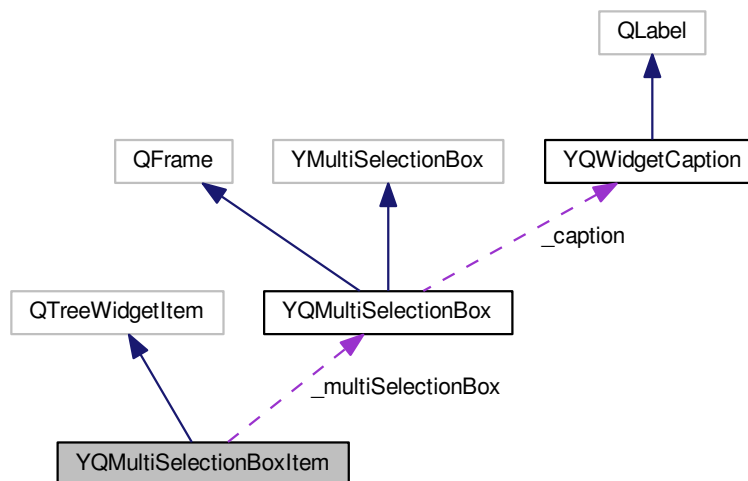 QLabel
QFrame
YMultiSelectionBox
YQWidgetCaption
_caption
QTreeWidgetItem
YQMultiSelectionBox
_multiSelectionBox
YQMultiSelectionBoxItem